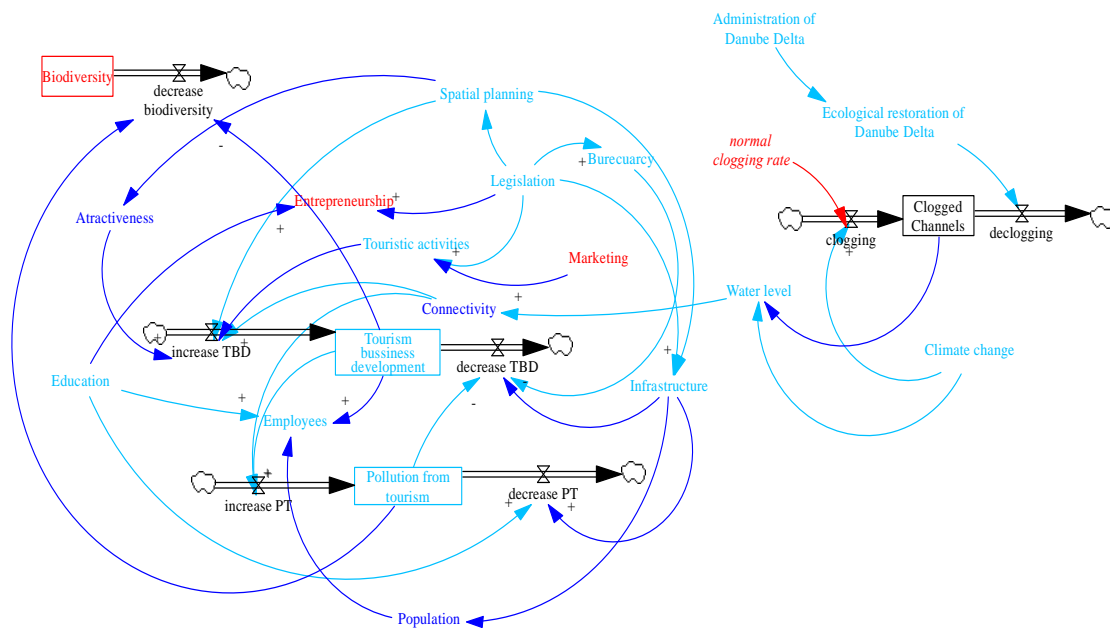 Administration of
Danube Delta
Biodiversity
decrease
biodiversity
Spatial planning
+
Ecological restoration of
Danube Delta
-
normal
clogging rate
+
Burecuarcy
Legislation
Atractiveness
Entrepreneurship
+
+
Clogged
Channels
clogging
+
declogging
Touristic activities
+
Marketing
+
Water level
Connectivity
+
increase TBD
+
Tourism
bussiness
development
decrease TBD
-
+
Infrastructure
Climate change
Education
+
Employees
+
-
+
increase PT
Pollution from
tourism
decrease PT
+
+
Population